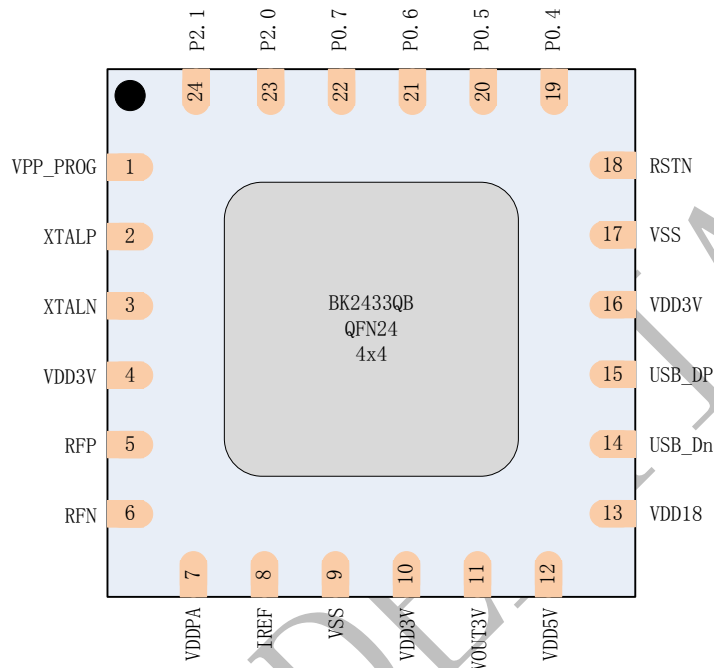 P2.1
P2.0
P0.7
P0.6
P0.5
P0.4
24
23
22
21
20
19
VPP_PROG 1
XTALP 2
XTALN 3
VDD3V 4
RFP 5
RFN 6
BK2433QB
QFN24
4x4
18 RSTN
17 VSS
16 VDD3V
15 USB_DP
14 USB_Dn
13 VDD18
7
8
9
10
11
12
VDDPA
IREF
VSS
VDD3V
VOUT3V
VDD5V